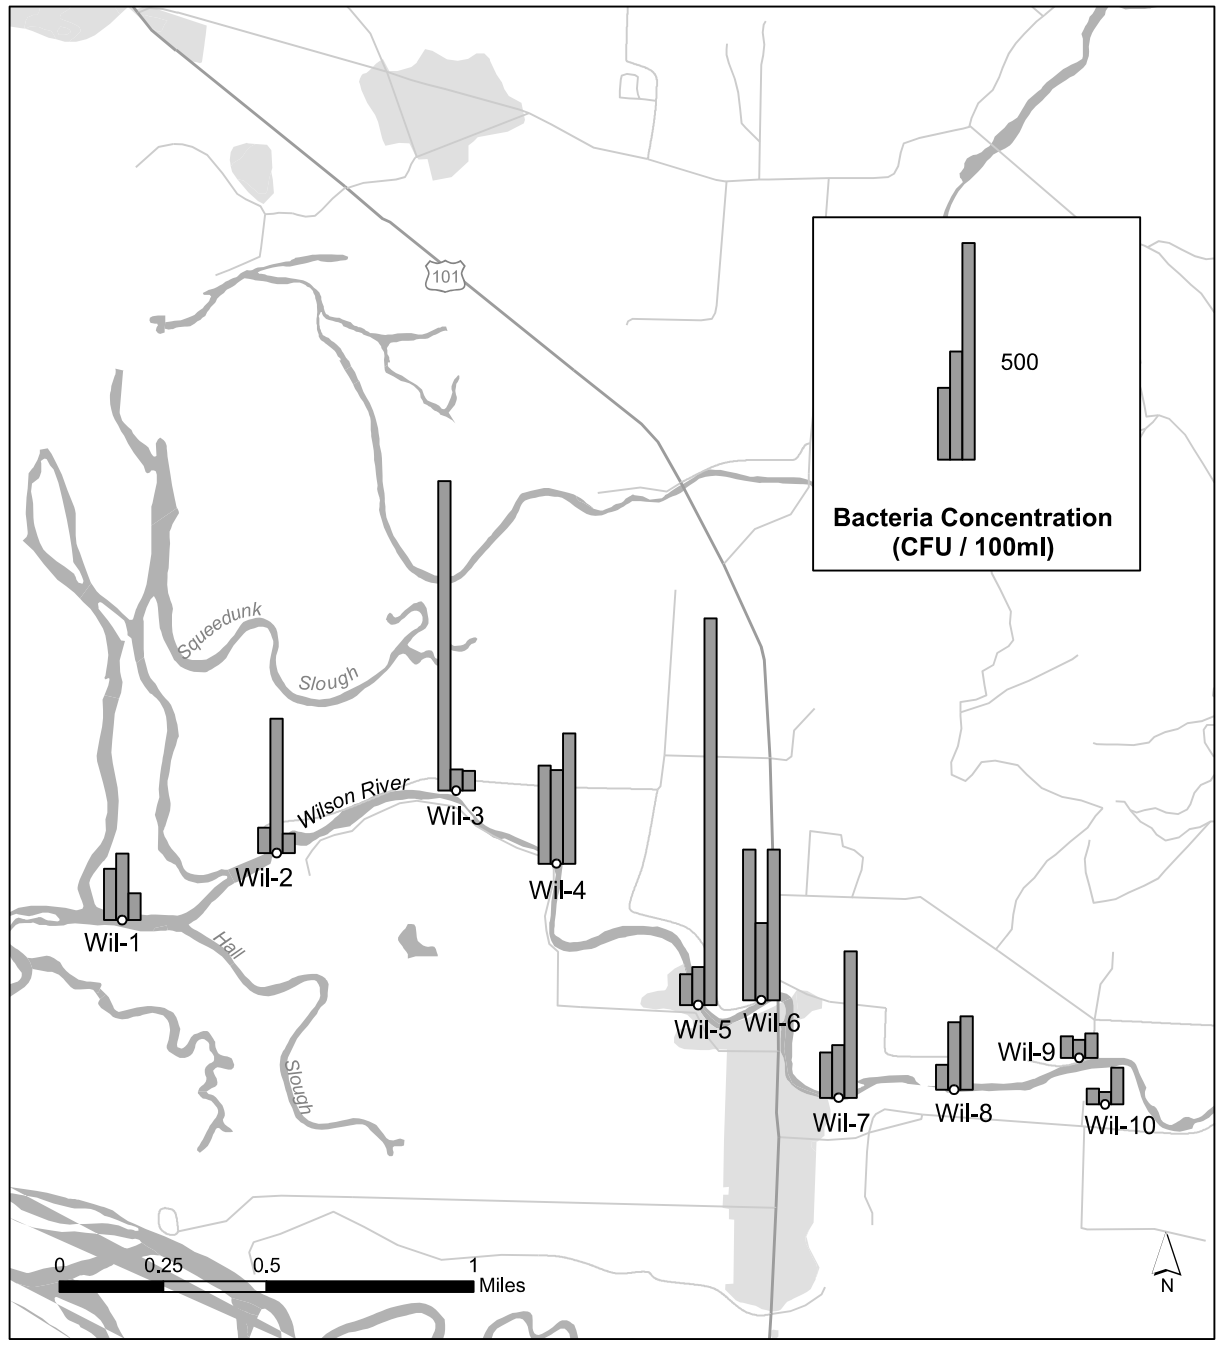 101
500
Bacteria Concentration
(CFU / 100ml)
Squeedunk
Slough
Wilson River
Wil-3
Wil-2
Wil-4
Wil-1
Hall
Slough
Wil-5
Wil-6
Wil-9
Wil-7
Wil-8
Wil-10
0 0.25 0.5 1
Miles
N